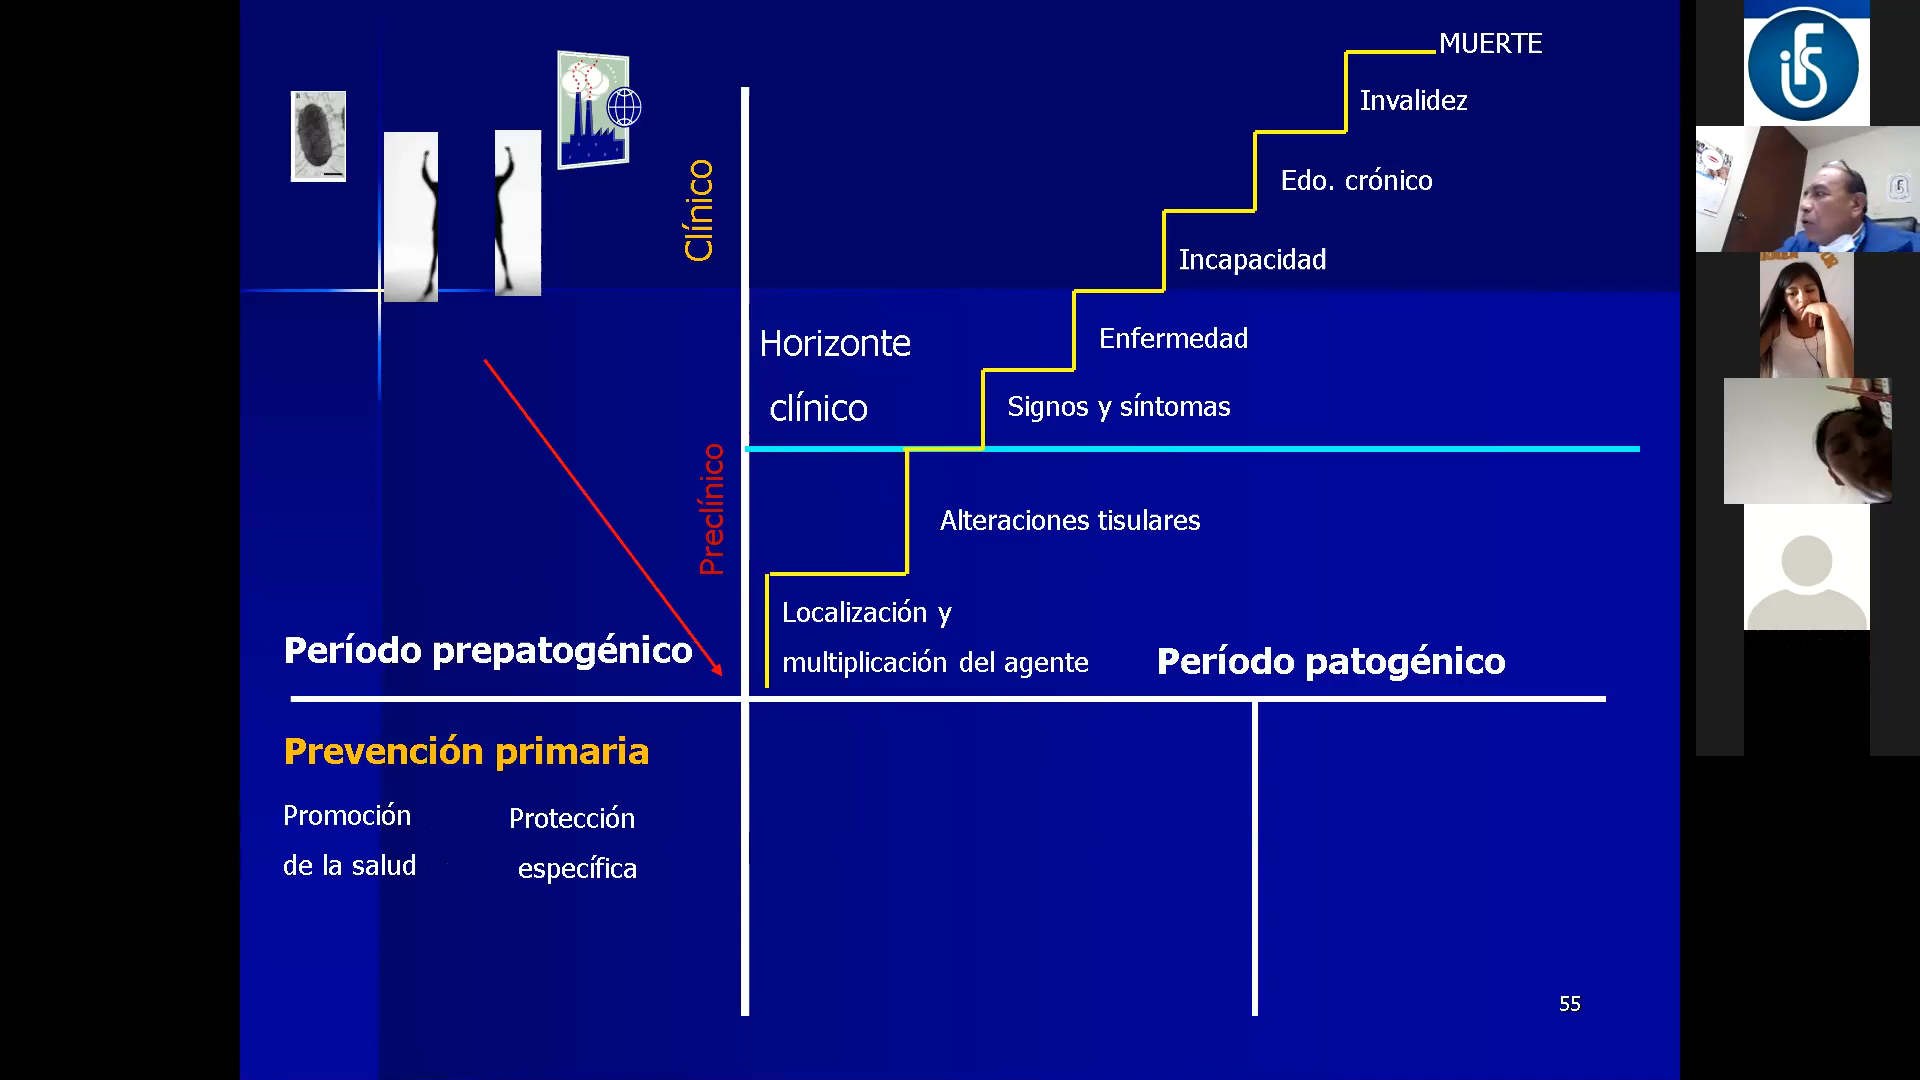 MUERTE
Invalidez
Edo. crónico
Incapacidad
Enfermedad
Signos y síntomas
Clínico
Horizonte
clínico
Preclínico
Alteraciones tisulares
Localización y
multiplicación del agente
Período prepatogénico
Período patogénico
Prevención primaria
Promoción
de la salud
Protección
específica
55